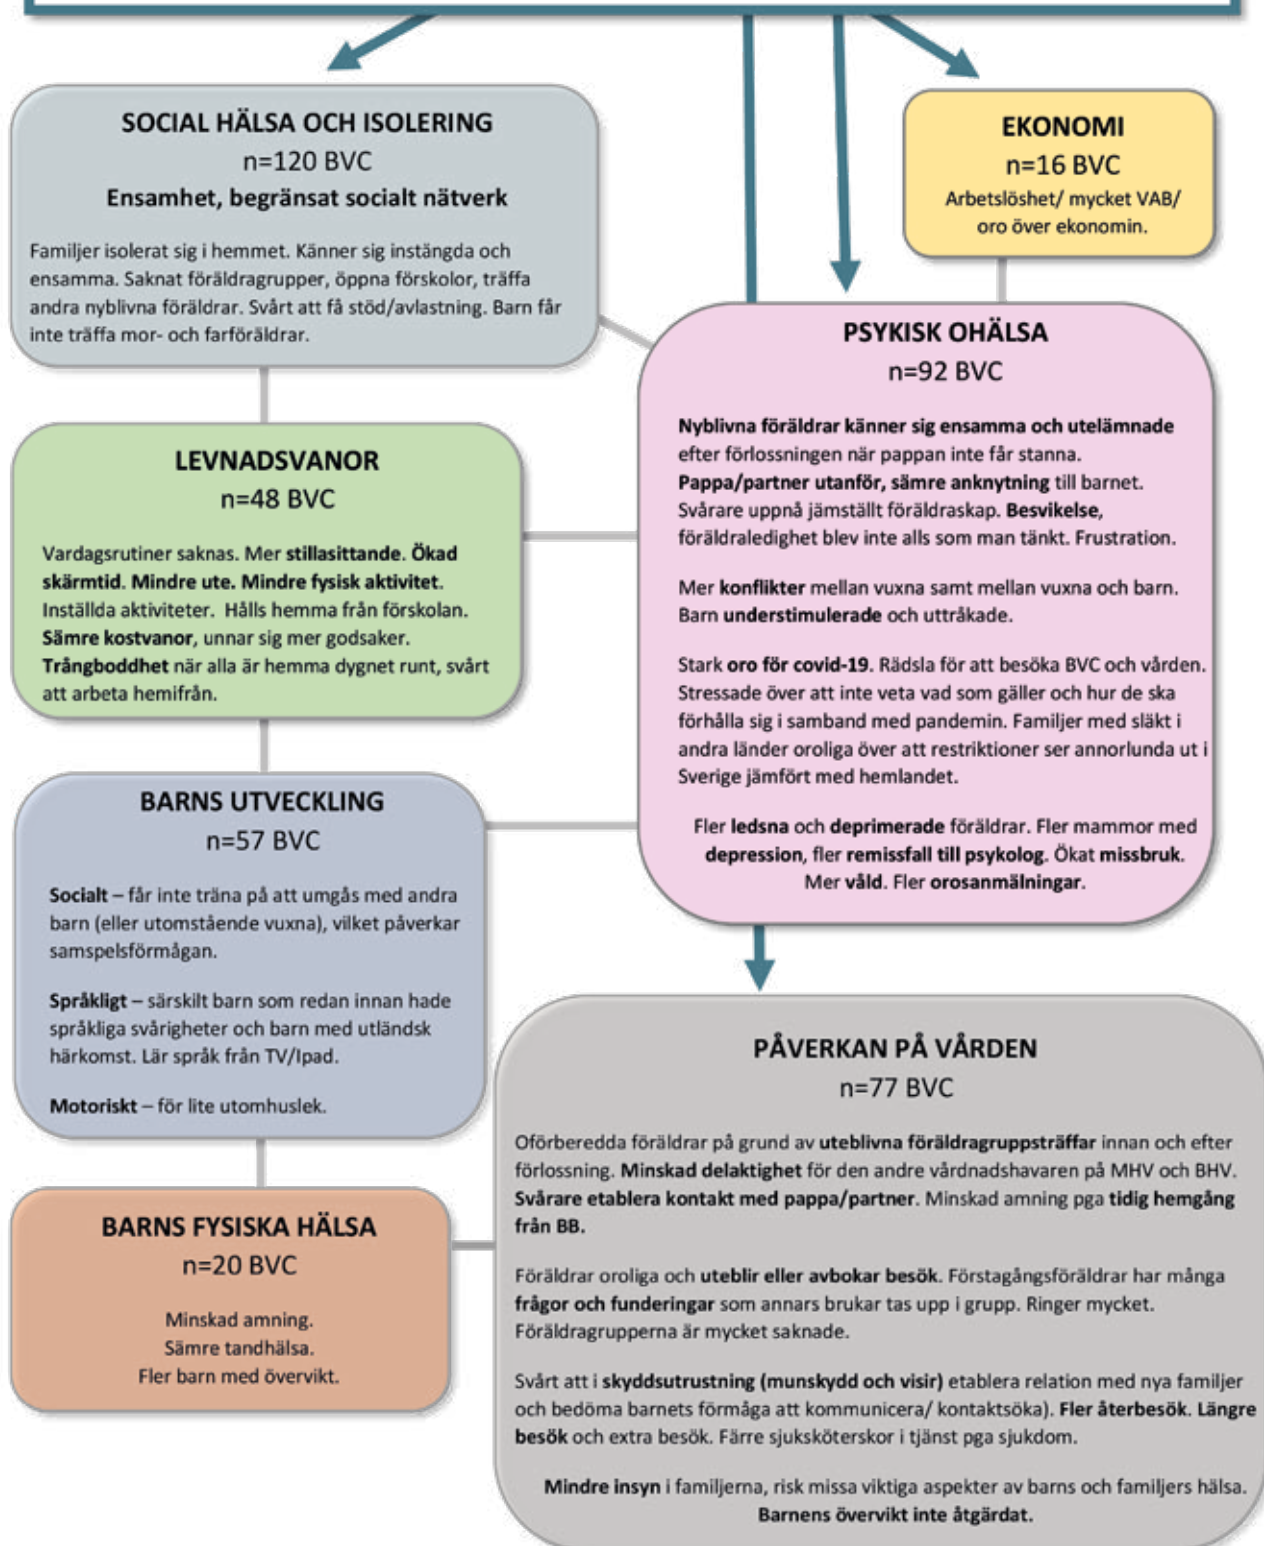 SOCIAL HÄLSA OCH ISOLERING
n=120 BVC
Ensamhet, begränsat socialt nätverk
Familjer isolerat sig i hemmet. Känner sig instängda och
ensamma. Saknat föräldragrupper, öppna förskolor, träffa
andra nyblivna föräldrar. Svårt att få stöd/avlastning. Barn får
inte träffa mor- och farföräldrar.
EKONOMI
n=16 BVC
Arbetslöshet/ mycket VAB/
oro över ekonomin.
LEVNADSVANOR
n=48 BVC
Vardagsrutiner saknas. Mer stillasittande. Ökad
skärmtid. Mindre ute. Mindre fysisk aktivitet.
Inställda aktiviteter. Hålls hemma från förskolan.
Sämre kostvanor, unnar sig mer godsaker.
Trångboddhet när alla är hemma dygnet runt, svårt
att arbeta hemifrån.
PSYKISK OHÄLSA
n=92 BVC
Nyblivna föräldrar känner sig ensamma och utelämnade
efter förlossningen när pappan inte får stanna.
Pappa/partner utanför, sämre anknytning till barnet.
Svårare uppnå jämställt föräldraskap. Besvikelse,
föräldraledighet blev inte alls som man tänkt. Frustration.
Mer konflikter mellan vuxna samt mellan vuxna och barn.
Barn understimulerade och uttråkade.
Stark oro för covid-19. Rädsla för att besöka BVC och vården.
Stressade över att inte veta vad som gäller och hur de ska
förhålla sig i samband med pandemin. Familjer med släkt i
andra länder oroliga över att restriktioner ser annorlunda ut i
Sverige jämfört med hemlandet.
Fler ledsna och deprimerade föräldrar. Fler mammor med
depression, fler remissfall till psykolog. Ökat missbruk.
Mer våld. Fler orosanmälningar.
BARNS UTVECKLING
n=57 BVC
Socialt – får inte träna på att umgås med andra
barn (eller utomstående vuxna), vilket påverkar
samspelsförmågan.
Språkligt – särskilt barn som redan innan hade
språkliga svårigheter och barn med utländsk
härkomst. Lär språk från TV/Ipad.
Motoriskt – för lite utomhuslek.
BARNS FYSISKA HÄLSA
n=20 BVC
Minskad amning.
Sämre tandhälsa.
Fler barn med övervikt.
PÅVERKAN PÅ VÅRDEN
n=77 BVC
Oförberedda föräldrar på grund av uteblivna föräldragruppsträffar innan och efter
förlossning. Minskad delaktighet för den andre vårdnadshavaren på MHV och BHV.
Svårare etablera kontakt med pappa/partner. Minskad amning pga tidig hemgång
från BB.
Föräldrar oroliga och uteblir eller avbokar besök. Förstagångsföräldrar har många
frågor och funderingar som annars brukar tas upp i grupp. Ringer mycket.
Föräldragrupperna är mycket saknade.
Svårt att i skyddsutrustning (munskydd och visir) etablera relation med nya familjer
och bedöma barnets förmåga att kommunicera/ kontaktsöka). Fler återbesök. Längre
besök och extra besök. Färre sjuksköterskor i tjänst pga sjukdom.
Mindre insyn i familjerna, risk missa viktiga aspekter av barns och familjers hälsa.
Barnens övervikt inte åtgärdat.